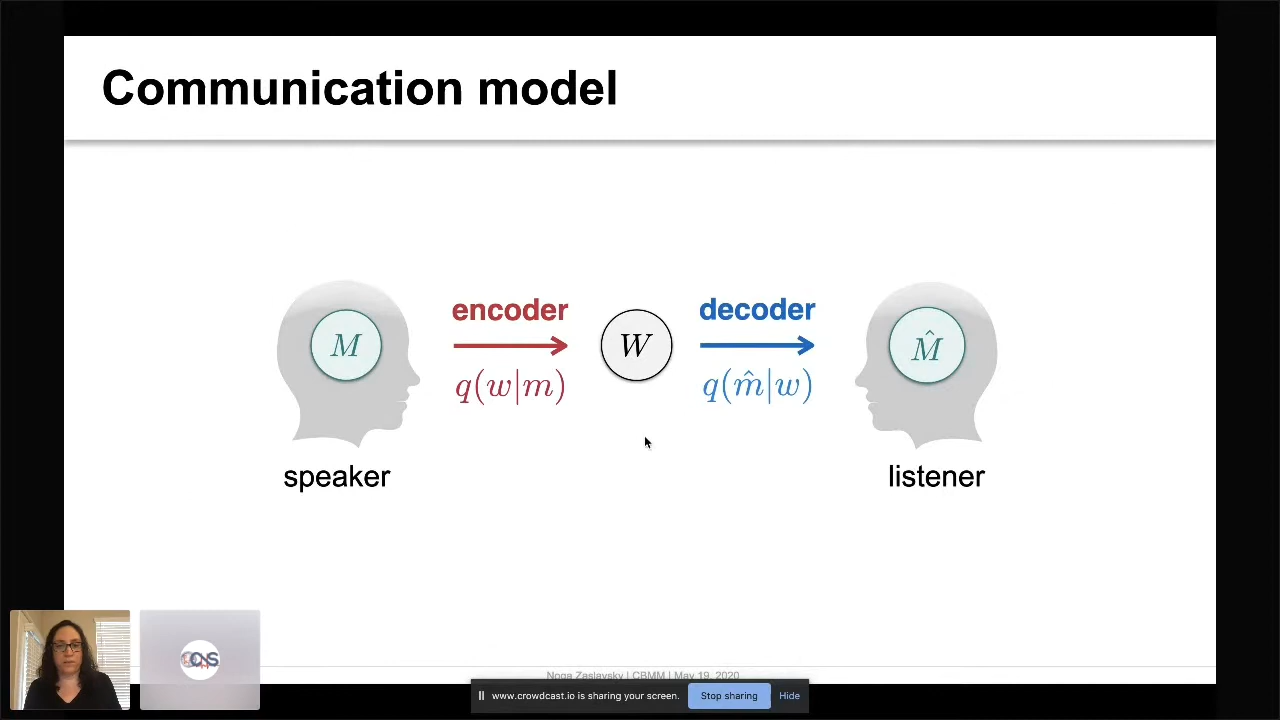 Communication model
encoder
decoder
M
W
M̂
q(w|m)
q(m̂|w)
speaker
listener
Noga Zaslavsky | CBMM | May 19, 2020
www.crowdcast.io is sharing your screen.
Stop sharing
Hide